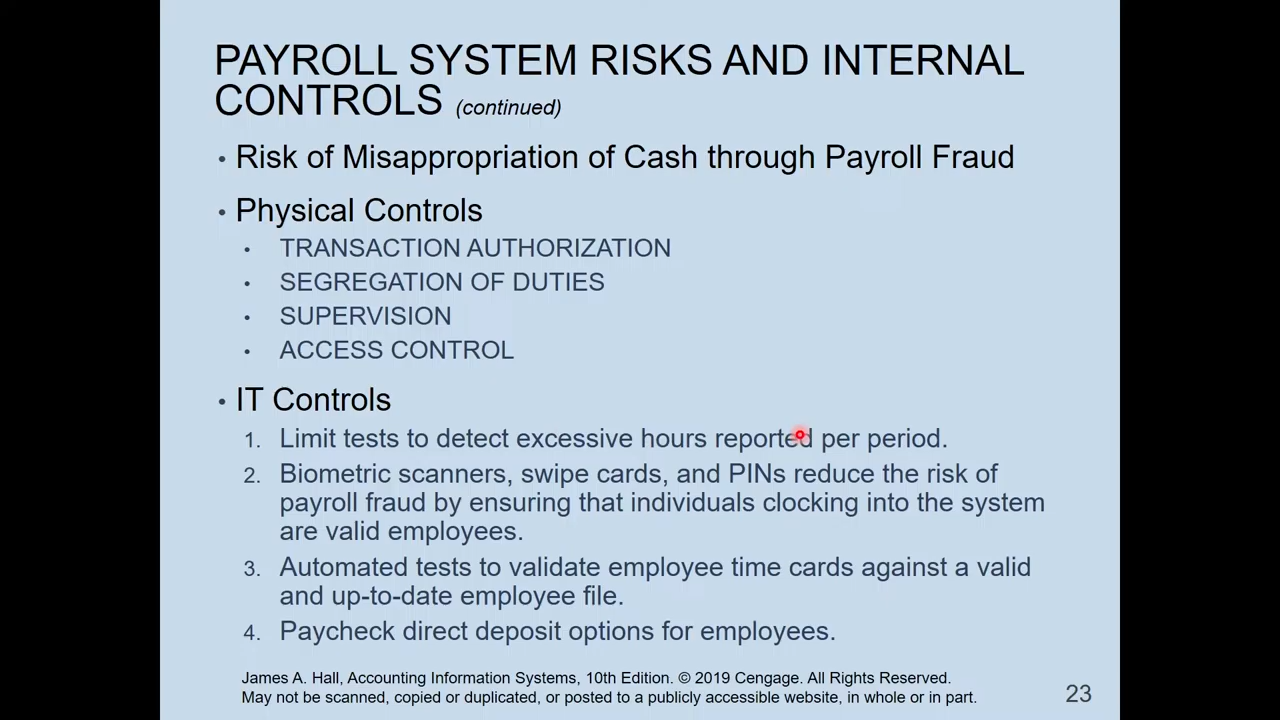 PAYROLL SYSTEM RISKS AND INTERNAL
CONTROLS (continued)
• Risk of Misappropriation of Cash through Payroll Fraud
• Physical Controls
• TRANSACTION AUTHORIZATION
• SEGREGATION OF DUTIES
• SUPERVISION
• ACCESS CONTROL
• IT Controls
1. Limit tests to detect excessive hours reported per period.
2. Biometric scanners, swipe cards, and PINs reduce the risk of
payroll fraud by ensuring that individuals clocking into the system
are valid employees.
3. Automated tests to validate employee time cards against a valid
and up-to-date employee file.
4. Paycheck direct deposit options for employees.
James A. Hall, Accounting Information Systems, 10th Edition. © 2019 Cengage. All Rights Reserved.
May not be scanned, copied or duplicated, or posted to a publicly accessible website, in whole or in part.
23